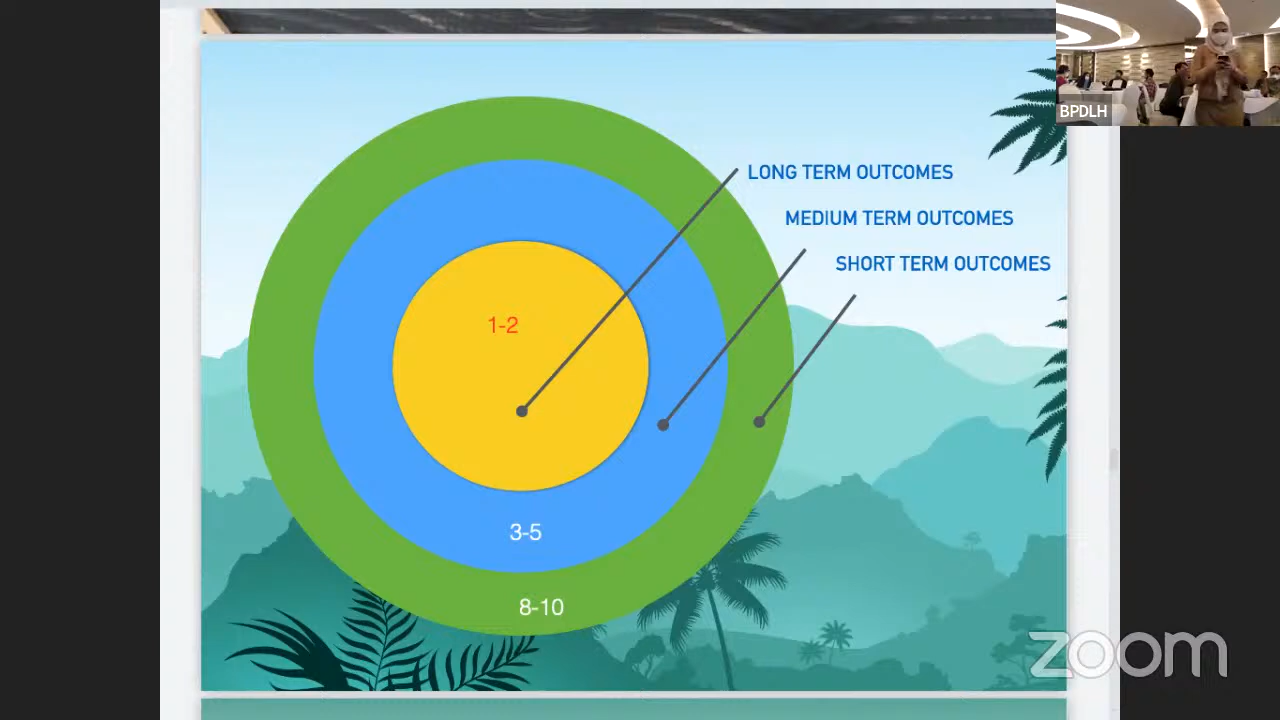 BPDLH
LONG TERM OUTCOMES
MEDIUM TERM OUTCOMES
SHORT TERM OUTCOMES
1-2
3-5
8-10
zoom